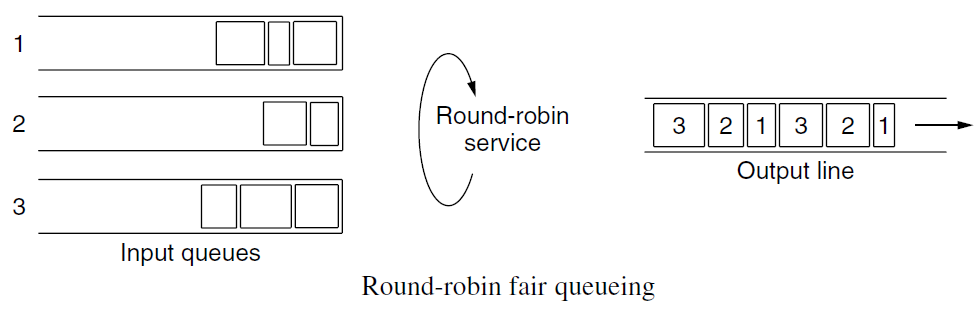 1
2
3
Input queues
Round-robin
service
3 2 1 3 2 1
Output line
Round-robin fair queueing